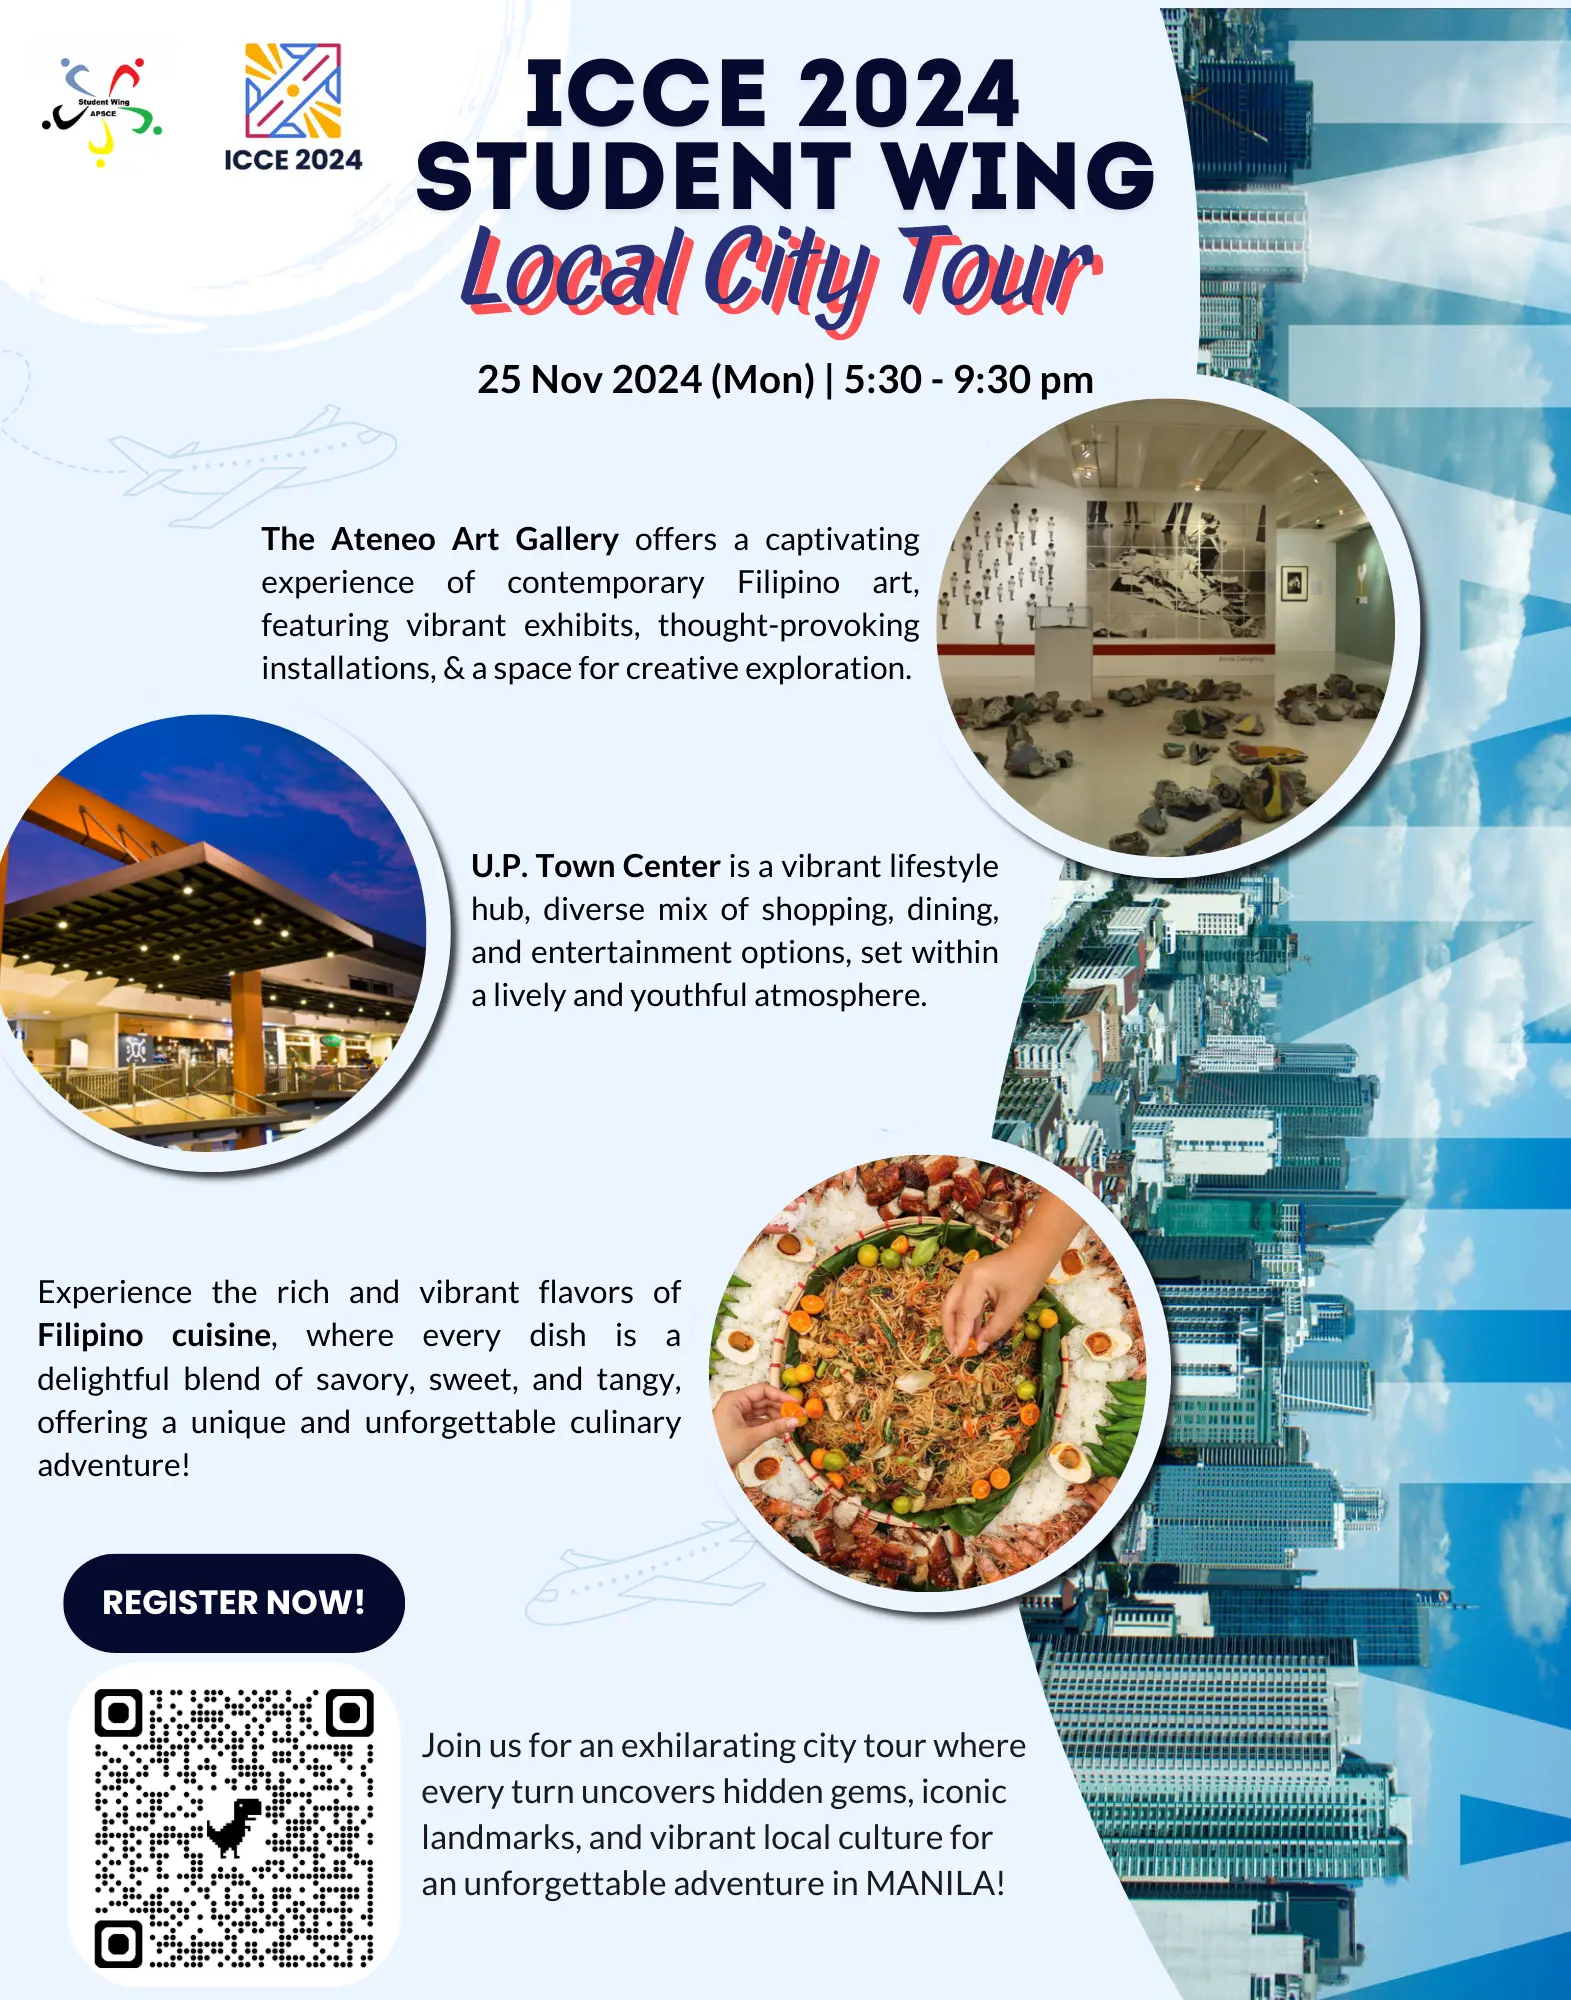 Student Wing
APSCE
ICCE 2024
ICCE 2024
STUDENT WING
Local City Tour
25 Nov 2024 (Mon) | 5:30 - 9:30 pm
The Ateneo Art Gallery offers a captivating
experience of contemporary Filipino art,
featuring vibrant exhibits, thought-provoking
installations, & a space for creative exploration.
U.P. Town Center is a vibrant lifestyle
hub, diverse mix of shopping, dining,
and entertainment options, set within
a lively and youthful atmosphere.
Experience the rich and vibrant flavors of
Filipino cuisine, where every dish is a
delightful blend of savory, sweet, and tangy,
offering a unique and unforgettable culinary
adventure!
REGISTER NOW!
Join us for an exhilarating city tour where
every turn uncovers hidden gems, iconic
landmarks, and vibrant local culture for
an unforgettable adventure in MANILA!
MANILA